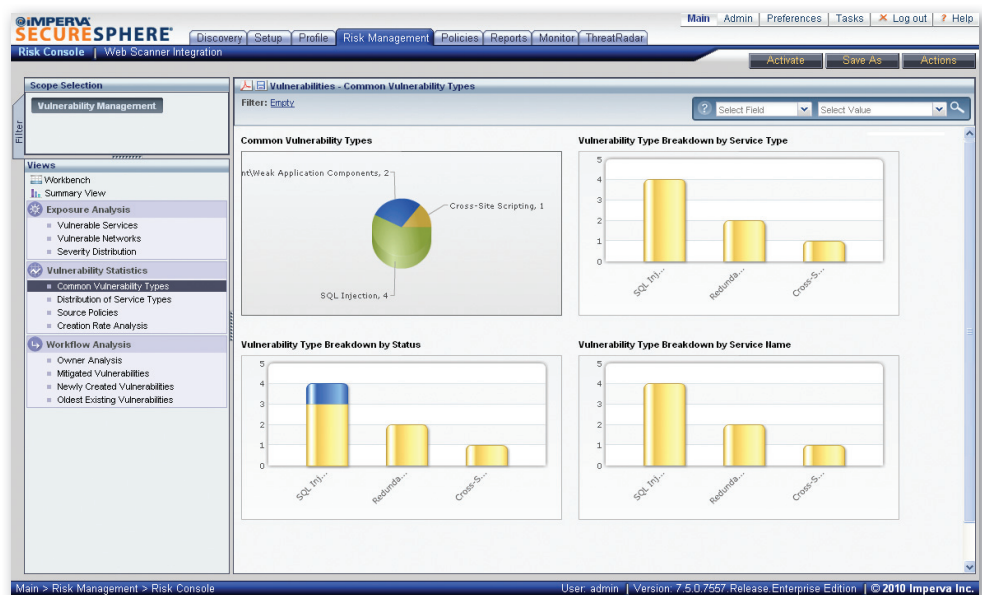 IMPERVA
SECURESPHERE
Main Admin | Preferences | Tasks | Log out | ? Help
Discovery Setup Profile Risk Management Policies Reports Monitor ThreatRadar
Risk Console | Web Scanner Integration
Activate Save As Actions
Filter
Scope Selection
Vulnerability Management
Views
Workbench
Summary View
Exposure Analysis
Vulnerable Services
Vulnerable Networks
Severity Distribution
Vulnerability Statistics
Common Vulnerability Types
Distribution of Service Types
Source Policies
Creation Rate Analysis
Workflow Analysis
Owner Analysis
Mitigated Vulnerabilities
Newly Created Vulnerabilities
Oldest Existing Vulnerabilities
Vulnerabilities - Common Vulnerability Types
Filter: Empty
? Select Field Select Value
Common Vulnerability Types
nt\Weak Application Components, 2
Cross-Site Scripting, 1
SQL Injection, 4
Vulnerability Type Breakdown by Service Type
5
4
3
2
1
0
SQL Inj...
Redunda...
Cross-S...
Vulnerability Type Breakdown by Status
5
4
3
2
1
0
SQL Inj...
Redunda...
Cross-S...
Vulnerability Type Breakdown by Service Name
5
4
3
2
1
0
SQL Inj...
Redunda...
Cross-S...
Main > Risk Management > Risk Console
User: admin | Version: 7.5.0.7557.Release.Enterprise Edition | © 2010 Imperva Inc.